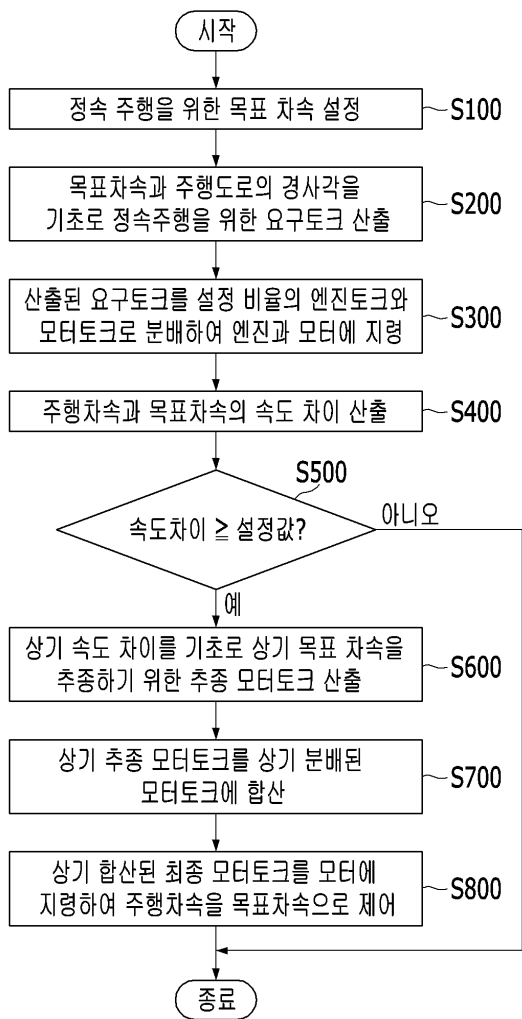 시작
정속 주행을 위한 목표 차속 설정
S100
목표차속과 주행도로의 경사각을
기초로 정속주행을 위한 요구토크 산출
S200
산출된 요구토크를 설정 비율의 엔진토크와
모터토크로 분배하여 엔진과 모터에 지령
S300
주행차속과 목표차속의 속도 차이 산출
S400
S500
속도차이 ≧ 설정값?
아니오
예
상기 속도 차이를 기초로 상기 목표 차속을
추종하기 위한 추종 모터토크 산출
S600
상기 추종 모터토크를 상기 분배된
모터토크에 합산
S700
상기 합산된 최종 모터토크를 모터에
지령하여 주행차속을 목표차속으로 제어
S800
종료